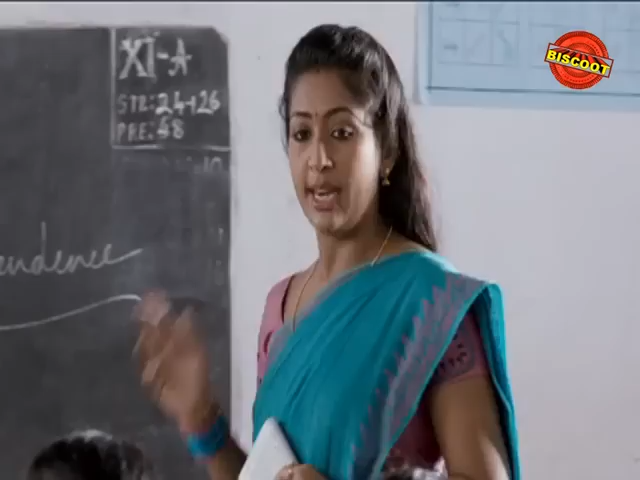 XI-A
STR: 24+26
PRE: 48
endence
BISCOOT